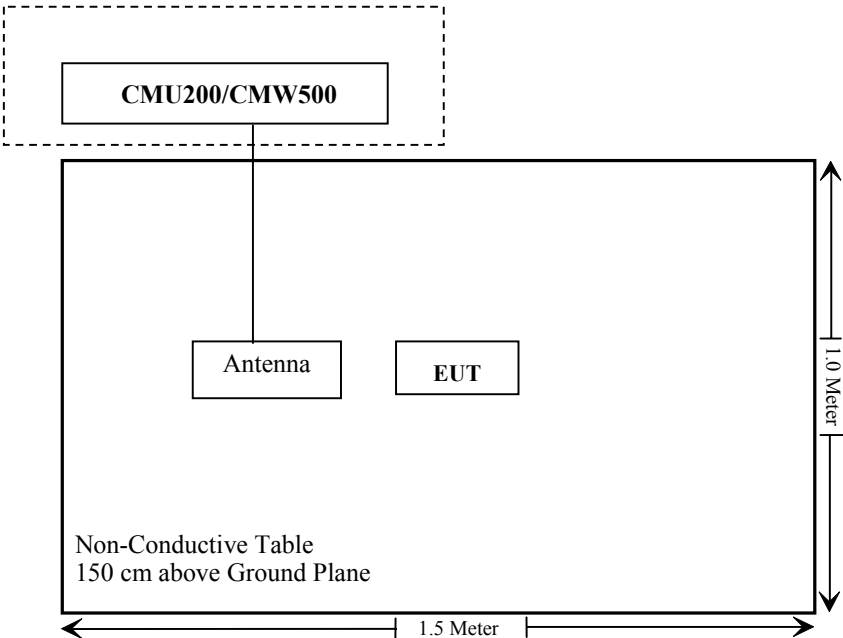 CMU200/CMW500
Antenna
EUT
1.0 Meter
Non-Conductive Table
150 cm above Ground Plane
1.5 Meter